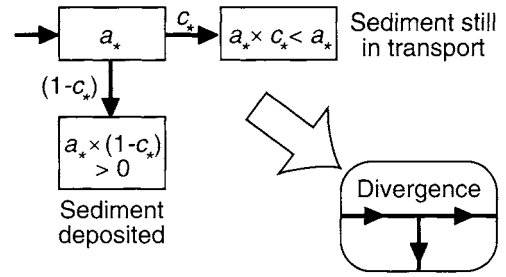 a* c* a* × c* < a* Sediment still
in transport
(1-c*)
a* × (1-c*)
> 0
Sediment
deposited
Divergence